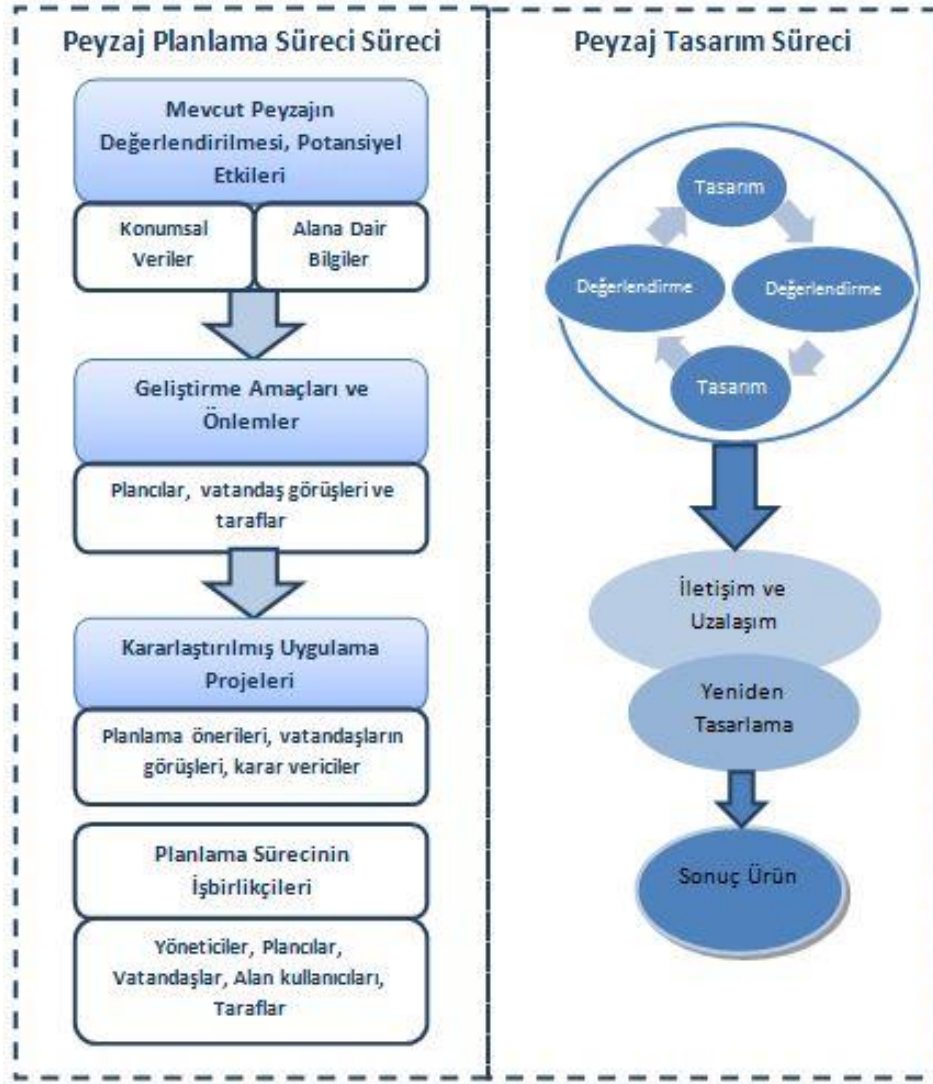 Peyzaj Planlama Süreci Süreci
Mevcut Peyzajın
Değerlendirilmesi, Potansiyel
Etkileri
Konumsal
Veriler
Alana Dair
Bilgiler
Geliştirme Amaçları ve
Önlemler
Plancılar, vatandaş görüşleri ve
taraflar
Kararlaştırılmış Uygulama
Projeleri
Planlama önerileri, vatandaşların
görüşleri, karar vericiler
Planlama Sürecinin
İşbirlikçileri
Yöneticiler, Plancılar,
Vatandaşlar, Alan kullanıcıları,
Taraflar
Peyzaj Tasarım Süreci
Tasarım
Değerlendirme
Değerlendirme
Tasarım
İletişim ve
Uzalaşım
Yeniden
Tasarlama
Sonuç Ürün